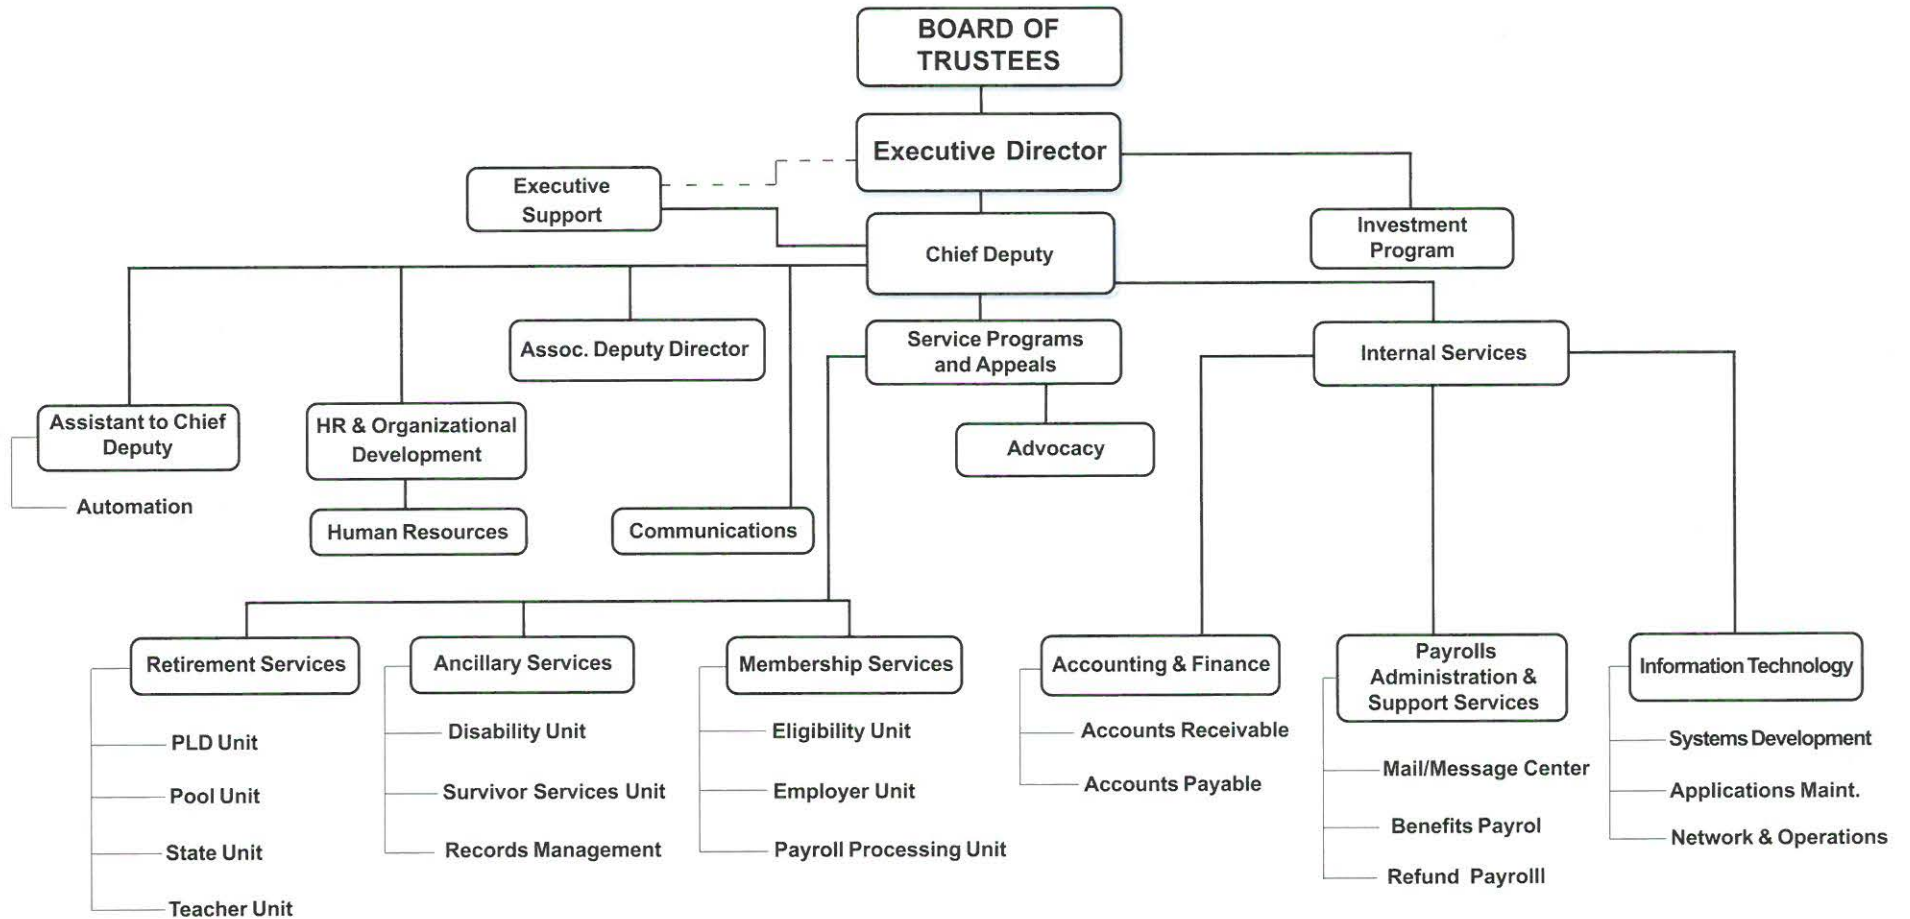 BOARD OF
TRUSTEES
Executive Director
Executive
Support
Investment
Program
Chief Deputy
Assoc. Deputy Director
Service Programs
and Appeals
Internal Services
Assistant to Chief
Deputy
HR & Organizational
Development
Advocacy
Automation
Human Resources
Communications
Retirement Services
PLD Unit
Pool Unit
State Unit
Teacher Unit
Ancillary Services
Disability Unit
Survivor Services Unit
Records Management
Membership Services
Eligibility Unit
Employer Unit
Payroll Processing Unit
Accounting & Finance
Accounts Receivable
Accounts Payable
Payrolls
Administration &
Support Services
Mail/Message Center
Benefits Payrol
Refund Payrolll
Information Technology
Systems Development
Applications Maint.
Network & Operations